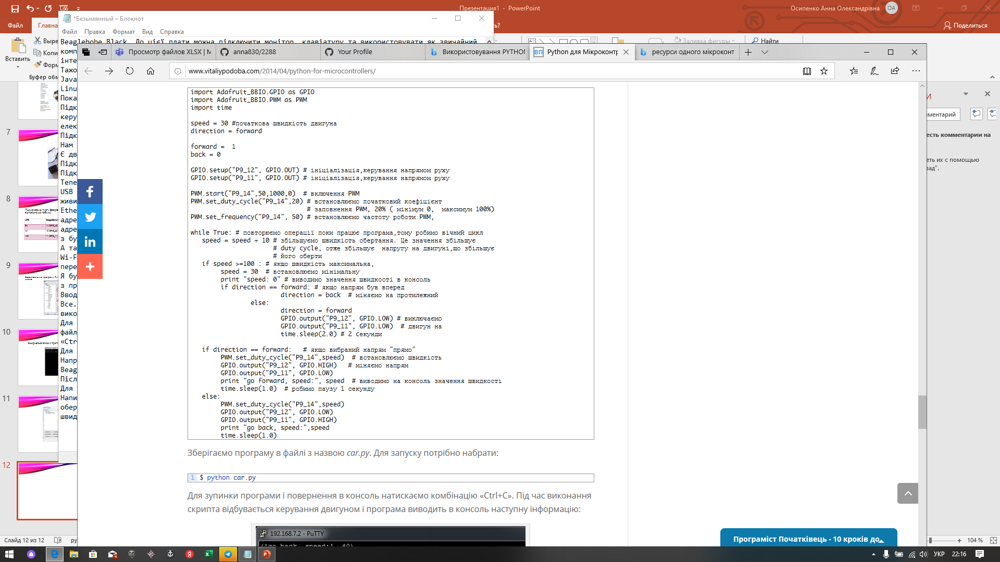 Презентация1 - PowerPoint
Осипенко Анна Олександрівна
ОА
Файл
Главна
Поделиться
*Безымянный – Блокнот
Файл Правка Формат Вид Справка
Вставить
Выре
Копи
Форм
Буфер обм
Заливка фигуры
Найти
Beaglebobe Black. До цієї плати можна підключити монітор, клавіатуру та використовувати як звичайний
комп
інте
Тако
Java
Linu
Пока
Підк
керу
елек
Підк
Нам
Є дв
Підк
Підк
Тепе
USB
живи
Ethe
адре
адре
з бу
А та
Wi-F
пере
Я бу
з пр
Ввод
Все.
вико
Для
файл
«Ctr
Для
Напр
Beag
Післ
Для
Напи
обер
швид
Просмотр файлов XLSX | M
anna830/2288
Your Profile
Використовування PYTHON
Python для Мікроконтр
ресурси одного мікроконт
www.vitaliypodoba.com/2014/04/python-for-microcontrollers/
import Adafruit_BBIO.GPIO as GPIO
import Adafruit_BBIO.PWM as PWM
import time
speed = 30 #початкова швидкість двигуна
direction = forward
forward =  1
back = 0
GPIO.setup("P9_12", GPIO.OUT) # ініціалізація,керування напрямом руху
GPIO.setup("P9_11", GPIO.OUT) # ініціалізація,керування напрямом руху
PWM.start("P9_14",50,1000,0)  # включення PWM
PWM.set_duty_cycle("P9_14",20) # встановлюємо початковий коефіцієнт
# заповнення PWM, 20% ( мінімум 0,  максимум 100%)
PWM.set_frequency("P9_14", 50) # встановлюємо частоту роботи PWM,
while True: # повторюємо операції поки працює програма,тому робимо вічний цикл
speed = speed + 10 # збільшуємо швидкість обертання. Це значення збільшує
# duty cycle, отже збільшує  напругу на двигуні,що збільшує
# його оберти
if speed >=100 : # якщо швидкість максимальна,
speed = 30  # встановлюємо мінімальну
print "speed: 0" # виводимо значення швидкості в консоль
if direction == forward: # якщо напрям був вперед
direction = back  # міняємо на протилежний
else:
direction = forward
GPIO.output("P9_12", GPIO.LOW) # виключаємо
GPIO.output("P9_11", GPIO.LOW)  # двигун на
time.sleep(2.0) # 2 секунди
if direction == forward:   # якщо вибраний напрям "прямо"
PWM.set_duty_cycle("P9_14",speed)  # встановлюємо швидкість
GPIO.output("P9_12", GPIO.HIGH)   # міняємо напрям
GPIO.output("P9_11", GPIO.LOW)
print "go forward, speed:", speed  # виводимо на консоль значення швидкості
time.sleep(1.0)  # робимо паузу 1 секунду
else:
PWM.set_duty_cycle("P9_14",speed)
GPIO.output("P9_12", GPIO.LOW)
GPIO.output("P9_11", GPIO.HIGH)
print "go back, speed:",speed
time.sleep(1.0)
Зберігаємо програму в файлі з назвою car.py. Для запуску потрібно набрати:
1 $ python car.py
Для зупинки програми і повернення в консоль натискаємо комбінацію «Ctrl+C». Під час виконання
скрипта відбувається керування двигуном і програма виводить в консоль наступну інформацію:
192.168.7.2 - PuTTY
Програміст Початківець - 10 кроків до
ментарий
есть комментарии на
еть их с помощью
зад".
7
8
9
10
11
12
Слайд 12 из 12
ру
104 %
УКР
22:16